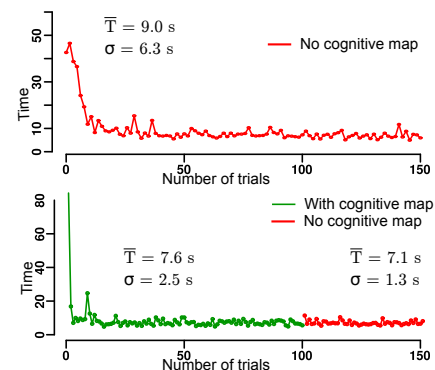 T̅ = 9.0 s
σ = 6.3 s
No cognitive map
Time
0 10 30 50
0 50 100 150
Number of trials
With cognitive map
No cognitive map
T̅ = 7.6 s
σ = 2.5 s
T̅ = 7.1 s
σ = 1.3 s
Time
0 20 40 60 80
0 50 100 150
Number of trials